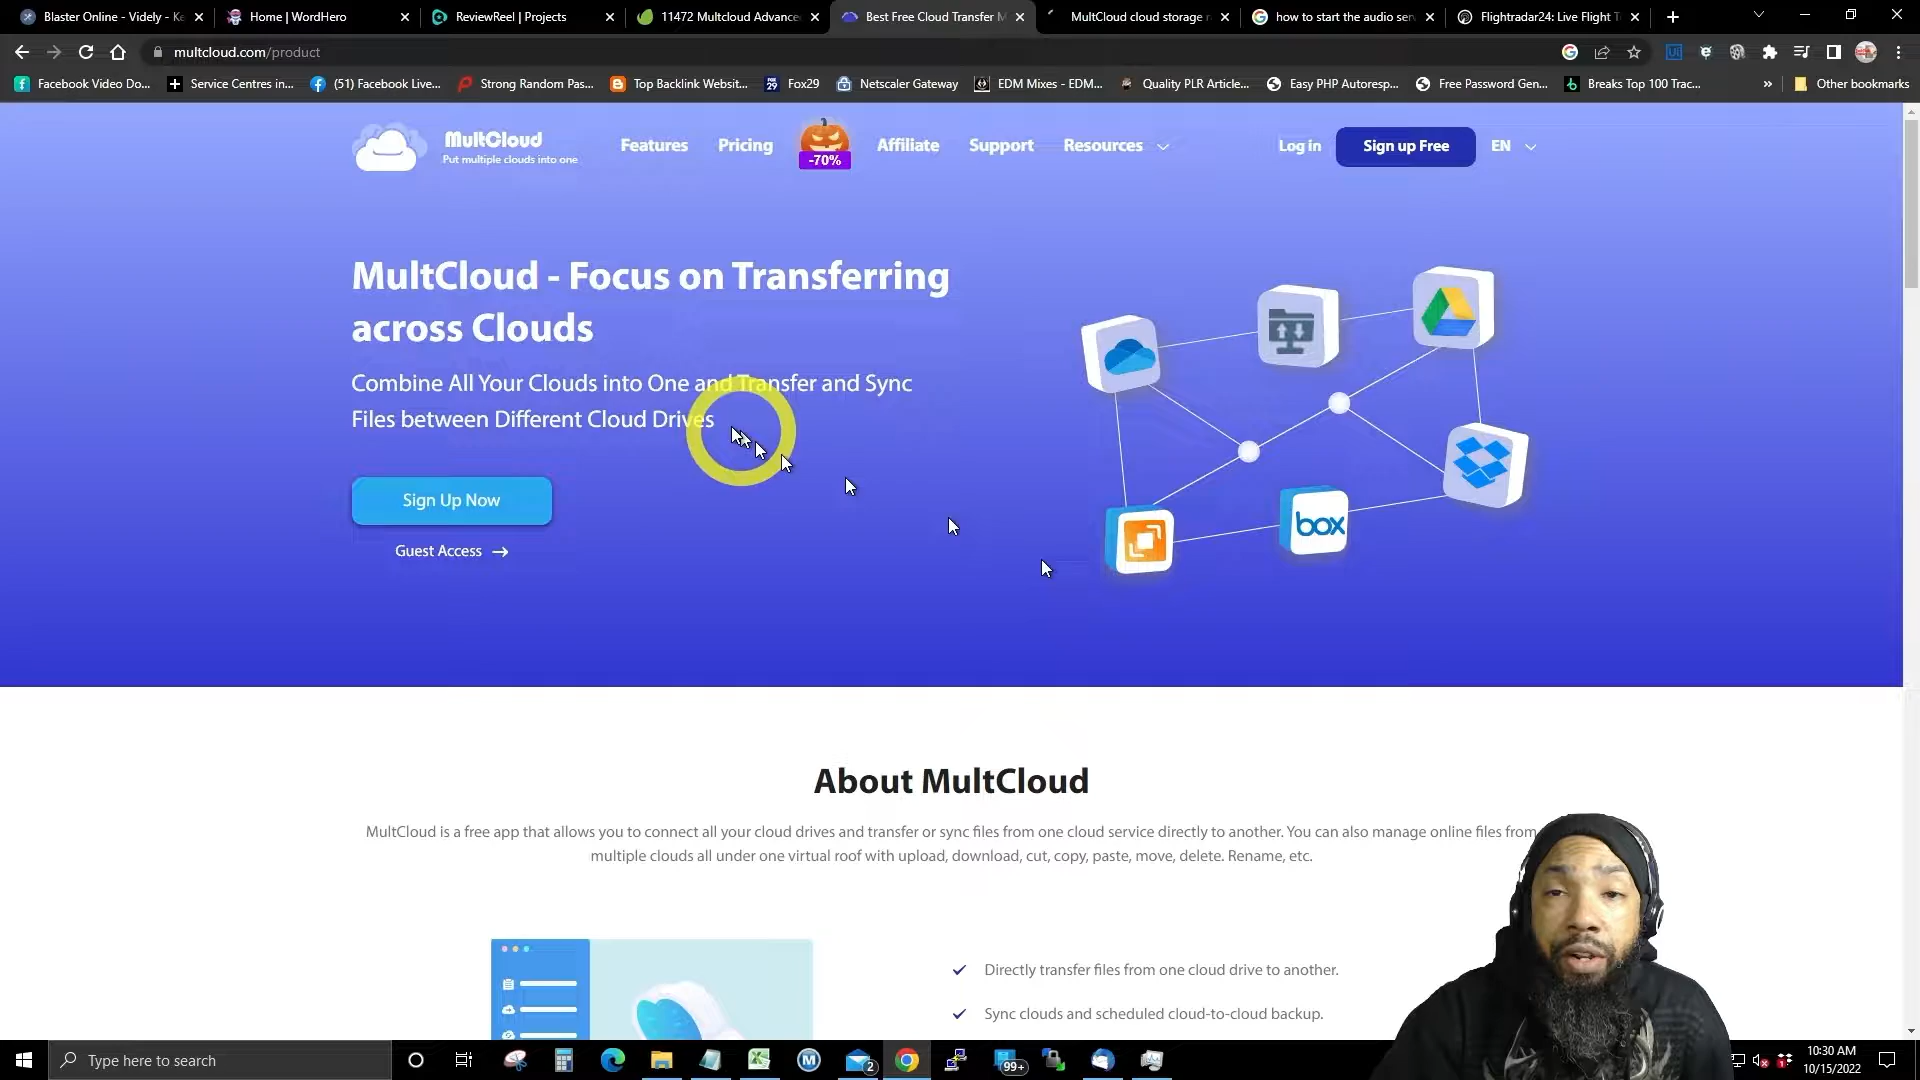 Blaster Online - Videly - Ke
Home | WordHero
ReviewReel | Projects
11472 Multcloud Advance
Best Free Cloud Transfer M
MultCloud cloud storage
how to start the audio ser
Flightradar24: Live Flight T
multcloud.com/product
Facebook Video Do...
Service Centres in...
(51) Facebook Live...
Strong Random Pas...
Top Backlink Websit...
Fox29
Netscaler Gateway
EDM Mixes - EDM...
Quality PLR Article...
Easy PHP Autoresp...
Free Password Gen...
Breaks Top 100 Trac...
»
Other bookmarks
MultCloud
Put multiple clouds into one
Features
Pricing
-70%
Affiliate
Support
Resources
Log in
Sign up Free
EN
MultCloud - Focus on Transferring
across Clouds
Combine All Your Clouds into One and Transfer and Sync
Files between Different Cloud Drives
Sign Up Now
Guest Access
box
About MultCloud
MultCloud is a free app that allows you to connect all your cloud drives and transfer or sync files from one cloud service directly to another. You can also manage online files from
multiple clouds all under one virtual roof with upload, download, cut, copy, paste, move, delete. Rename, etc.
Directly transfer files from one cloud drive to another.
Sync clouds and scheduled cloud-to-cloud backup.
Type here to search
2
99+
10:30 AM
10/15/2022